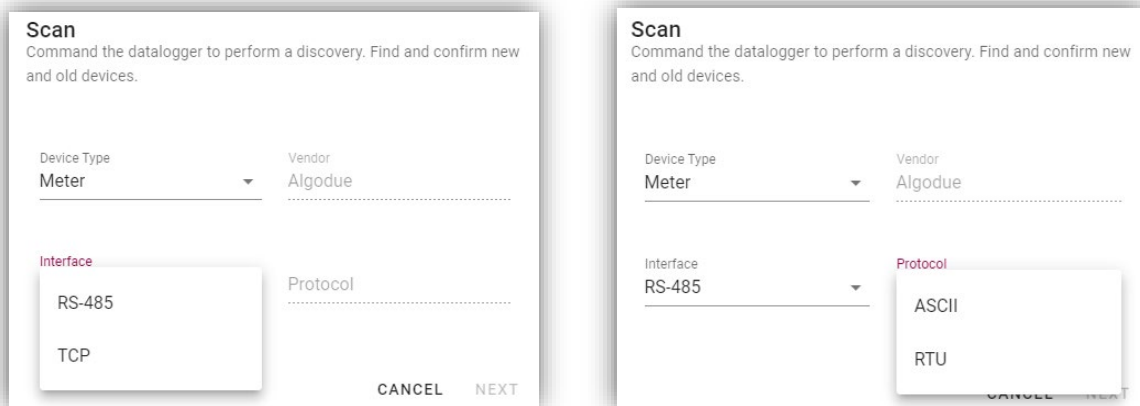 Scan
Command the datalogger to perform a discovery. Find and confirm new
and old devices.
Device Type
Meter
Vendor
Algodue
Interface
RS-485
TCP
Protocol
CANCEL NEXT
Scan
Command the datalogger to perform a discovery. Find and confirm new
and old devices.
Device Type
Meter
Vendor
Algodue
Interface
RS-485
Protocol
ASCII
RTU
CANCEL NEXT